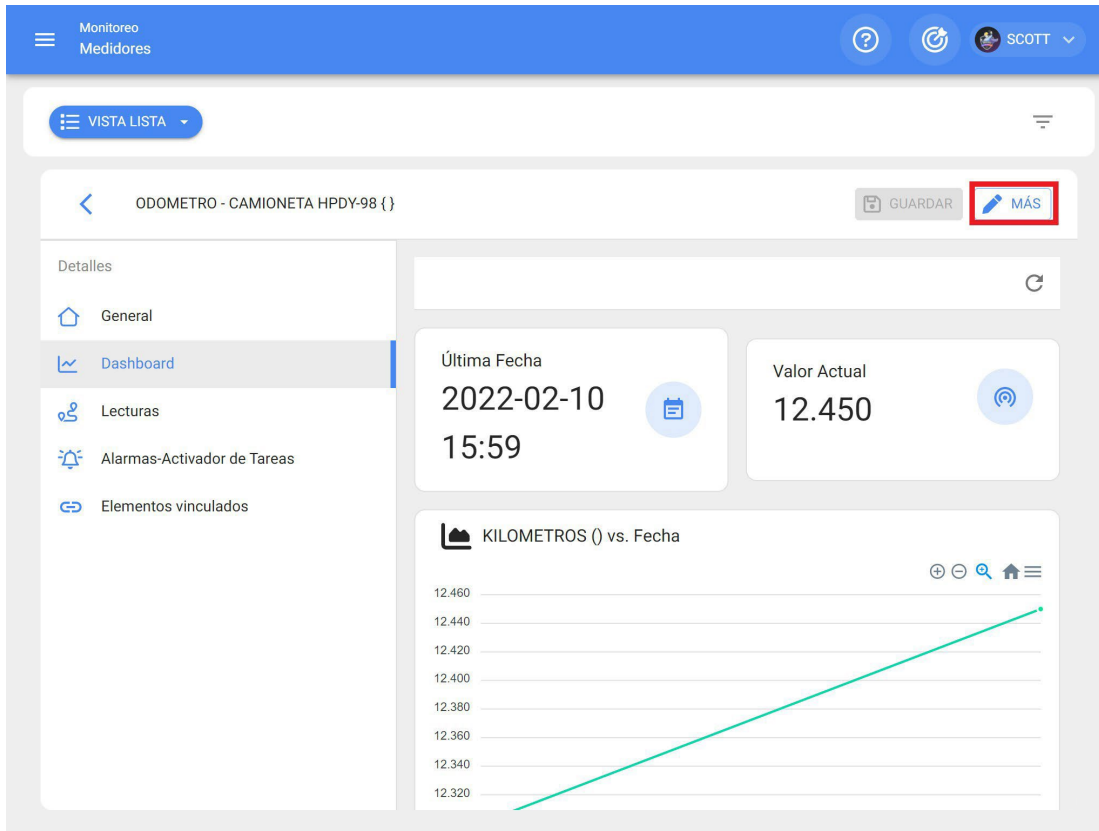 Monitoreo
Medidores
SCOTT
VISTA LISTA
ODOMETRO - CAMIONETA HPDY-98 { }
GUARDAR
MÁS
Detalles
General
Dashboard
Lecturas
Alarmas-Activador de Tareas
Elementos vinculados
Última Fecha
2022-02-10
15:59
Valor Actual
12.450
KILOMETROS () vs. Fecha
12.460
12.440
12.420
12.400
12.380
12.360
12.340
12.320